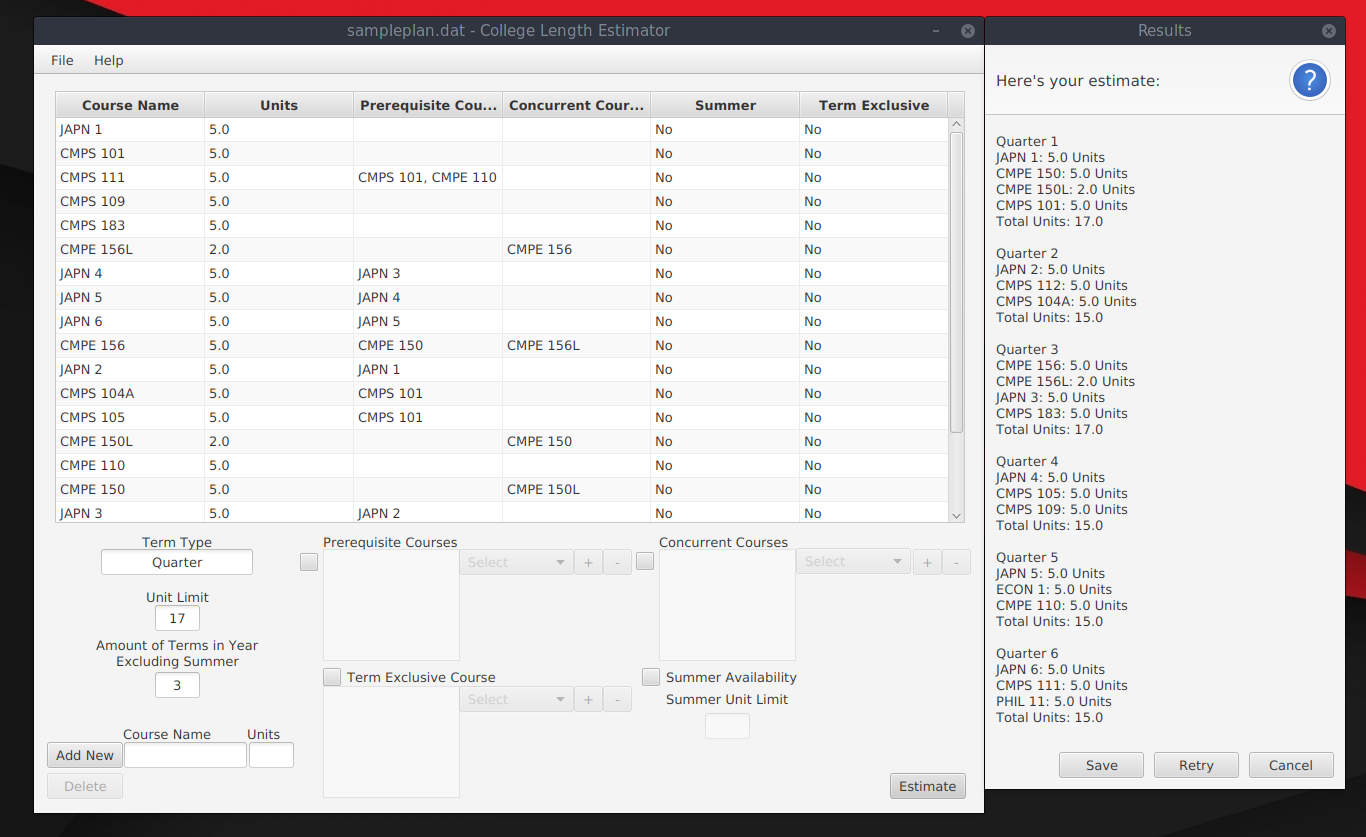 sampleplan.dat - College Length Estimator
File Help
Course Name Units Prerequisite Cou... Concurrent Cour... Summer Term Exclusive
JAPN 1 5.0 No No
CMPS 101 5.0 No No
CMPS 111 5.0 CMPS 101, CMPE 110 No No
CMPS 109 5.0 No No
CMPS 183 5.0 No No
CMPE 156L 2.0 CMPE 156 No No
JAPN 4 5.0 JAPN 3 No No
JAPN 5 5.0 JAPN 4 No No
JAPN 6 5.0 JAPN 5 No No
CMPE 156 5.0 CMPE 150 CMPE 156L No No
JAPN 2 5.0 JAPN 1 No No
CMPS 104A 5.0 CMPS 101 No No
CMPS 105 5.0 CMPS 101 No No
CMPE 150L 2.0 CMPE 150 No No
CMPE 110 5.0 No No
CMPE 150 5.0 CMPE 150L No No
JAPN 3 5.0 JAPN 2 No No
Term Type
Quarter
Unit Limit
17
Amount of Terms in Year
Excluding Summer
3
Course Name Units
Add New
Delete
Prerequisite Courses
Select + -
Concurrent Courses
Select + -
Term Exclusive Course
Select + -
Summer Availability
Summer Unit Limit
Estimate
Results
Here's your estimate:
?
Quarter 1
JAPN 1: 5.0 Units
CMPE 150: 5.0 Units
CMPE 150L: 2.0 Units
CMPS 101: 5.0 Units
Total Units: 17.0
Quarter 2
JAPN 2: 5.0 Units
CMPS 112: 5.0 Units
CMPS 104A: 5.0 Units
Total Units: 15.0
Quarter 3
CMPE 156: 5.0 Units
CMPE 156L: 2.0 Units
JAPN 3: 5.0 Units
CMPS 183: 5.0 Units
Total Units: 17.0
Quarter 4
JAPN 4: 5.0 Units
CMPS 105: 5.0 Units
CMPS 109: 5.0 Units
Total Units: 15.0
Quarter 5
JAPN 5: 5.0 Units
ECON 1: 5.0 Units
CMPE 110: 5.0 Units
Total Units: 15.0
Quarter 6
JAPN 6: 5.0 Units
CMPS 111: 5.0 Units
PHIL 11: 5.0 Units
Total Units: 15.0
Save Retry Cancel